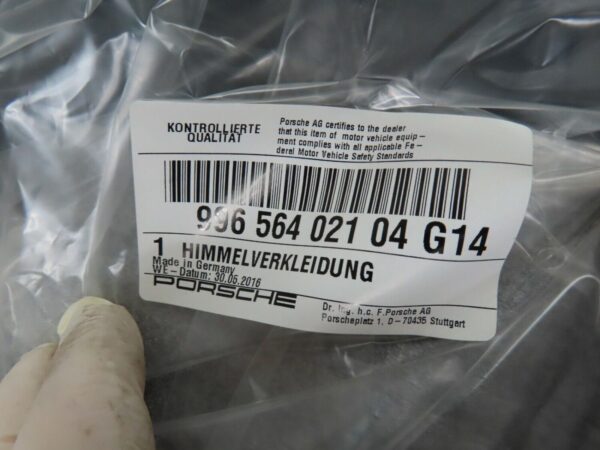 KONTROLLIERTE
QUALITÄT
Porsche AG certifies to the dealer
that this item of motor vehicle equip –
ment complies with all applicable Fe –
deral Motor Vehicle Safety Standards
996 564 021 04 G14
1 HIMMELVERKLEIDUNG
Made in Germany
WE – Datum: 30.05.2016
PORSCHE
Dr. Ing. h.c. F.Porsche AG
Porscheplatz 1, D – 70435 Stuttgart